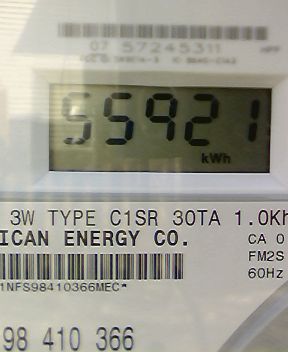 07 57245311
55921
kWh
3W TYPE C1SR 30TA 1.0Kh
ICAN ENERGY CO.
CA 0
FM2S
60Hz
1NFS98410366MEC*
98 410 366